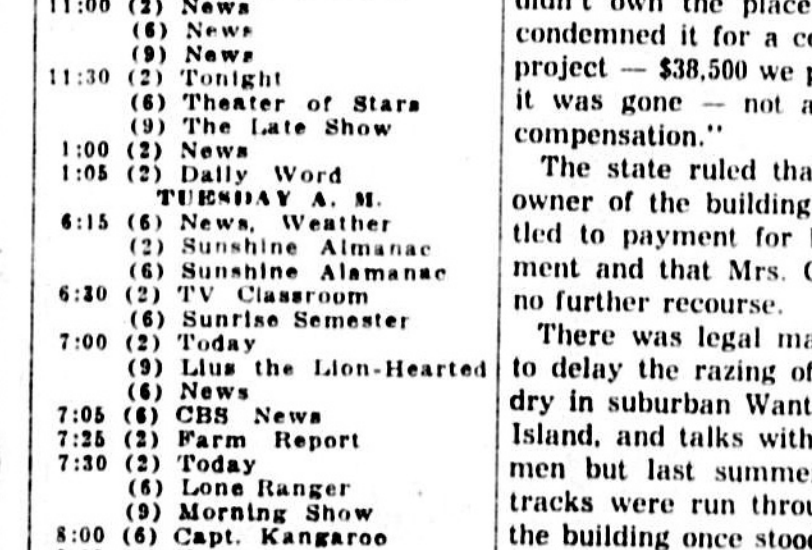 11:00 (2) News
(6) News
(9) News
11:30 (2) Tonight
(6) Theater of Stars
(9) The Late Show
1:00 (2) News
1:05 (2) Daily Word
TUESDAY A. M.
6:15 (6) News, Weather
(2) Sunshine Almanac
(6) Sunshine Alamanac
6:30 (2) TV Classroom
(6) Sunrise Semester
7:00 (2) Today
(9) Lius the Lion-Hearted
(6) News
7:05 (6) CBS News
7:25 (2) Farm Report
7:30 (2) Today
(6) Lone Ranger
(9) Morning Show
8:00 (6) Capt. Kangaroo
didn't own the place
condemned it for a
project — $38,500 we
it was gone — not a
compensation."
The state ruled tha
owner of the building
tled to payment for
ment and that Mrs.
no further recourse.
There was legal ma
to delay the razing of
dry in suburban Want
Island, and talks with
men but last summe
tracks were run throu
the building once stoo